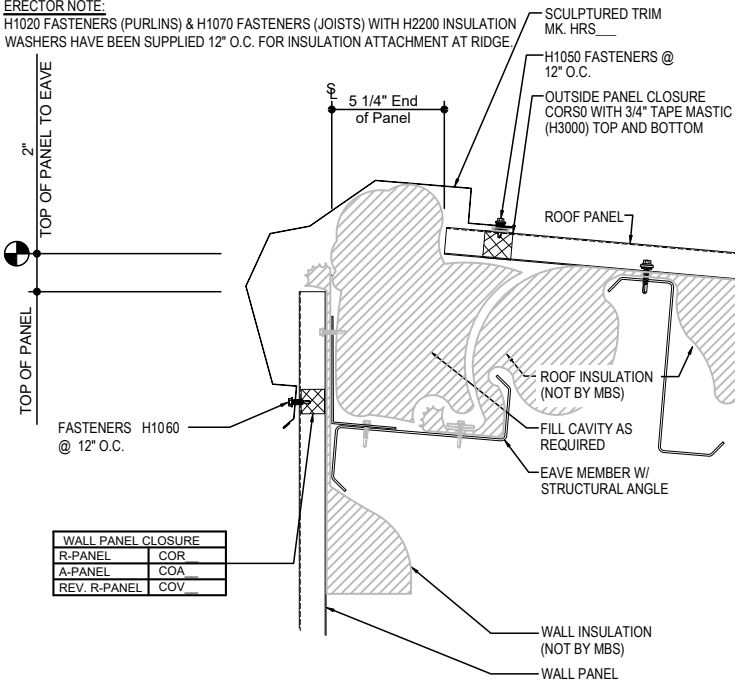 ERECTOR NOTE:
H1020 FASTENERS (PURLINS) & H1070 FASTENERS (JOISTS) WITH H2200 INSULATION
WASHERS HAVE BEEN SUPPLIED 12" O.C. FOR INSULATION ATTACHMENT AT RIDGE.
SCULPTURED TRIM
MK. HRS___
H1050 FASTENERS @
12" O.C.
OUTSIDE PANEL CLOSURE
CORS0 WITH 3/4" TAPE MASTIC
(H3000) TOP AND BOTTOM
5 1/4" End
of Panel
2"
TOP OF PANEL TO EAVE
ROOF PANEL
TOP OF PANEL
ROOF INSULATION
(NOT BY MBS)
FILL CAVITY AS
REQUIRED
FASTENERS H1060
@ 12" O.C.
EAVE MEMBER W/
STRUCTURAL ANGLE
WALL PANEL CLOSURE
R-PANEL COR__
A-PANEL COA__
REV. R-PANEL COV__
WALL INSULATION
(NOT BY MBS)
WALL PANEL